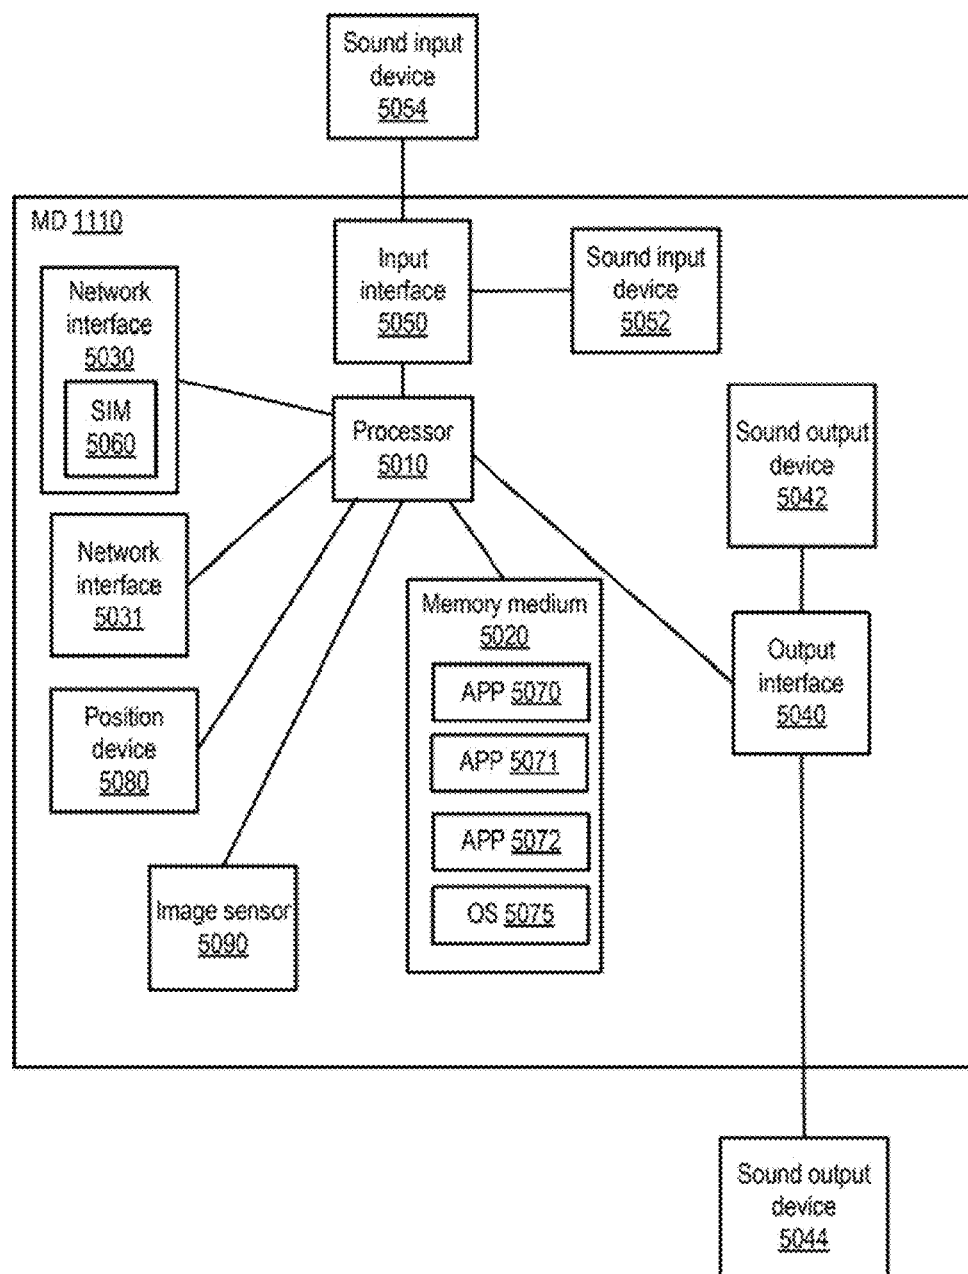 Sound input
device
5054
MD 1110
Input
interface
5050
Sound input
device
5052
Network
interface
5030
SIM
5060
Processor
5010
Sound output
device
5042
Network
interface
5031
Memory medium
5020
APP 5070
APP 5071
APP 5072
OS 5075
Output
interface
5040
Position
device
5080
Image sensor
5090
Sound output
device
5044